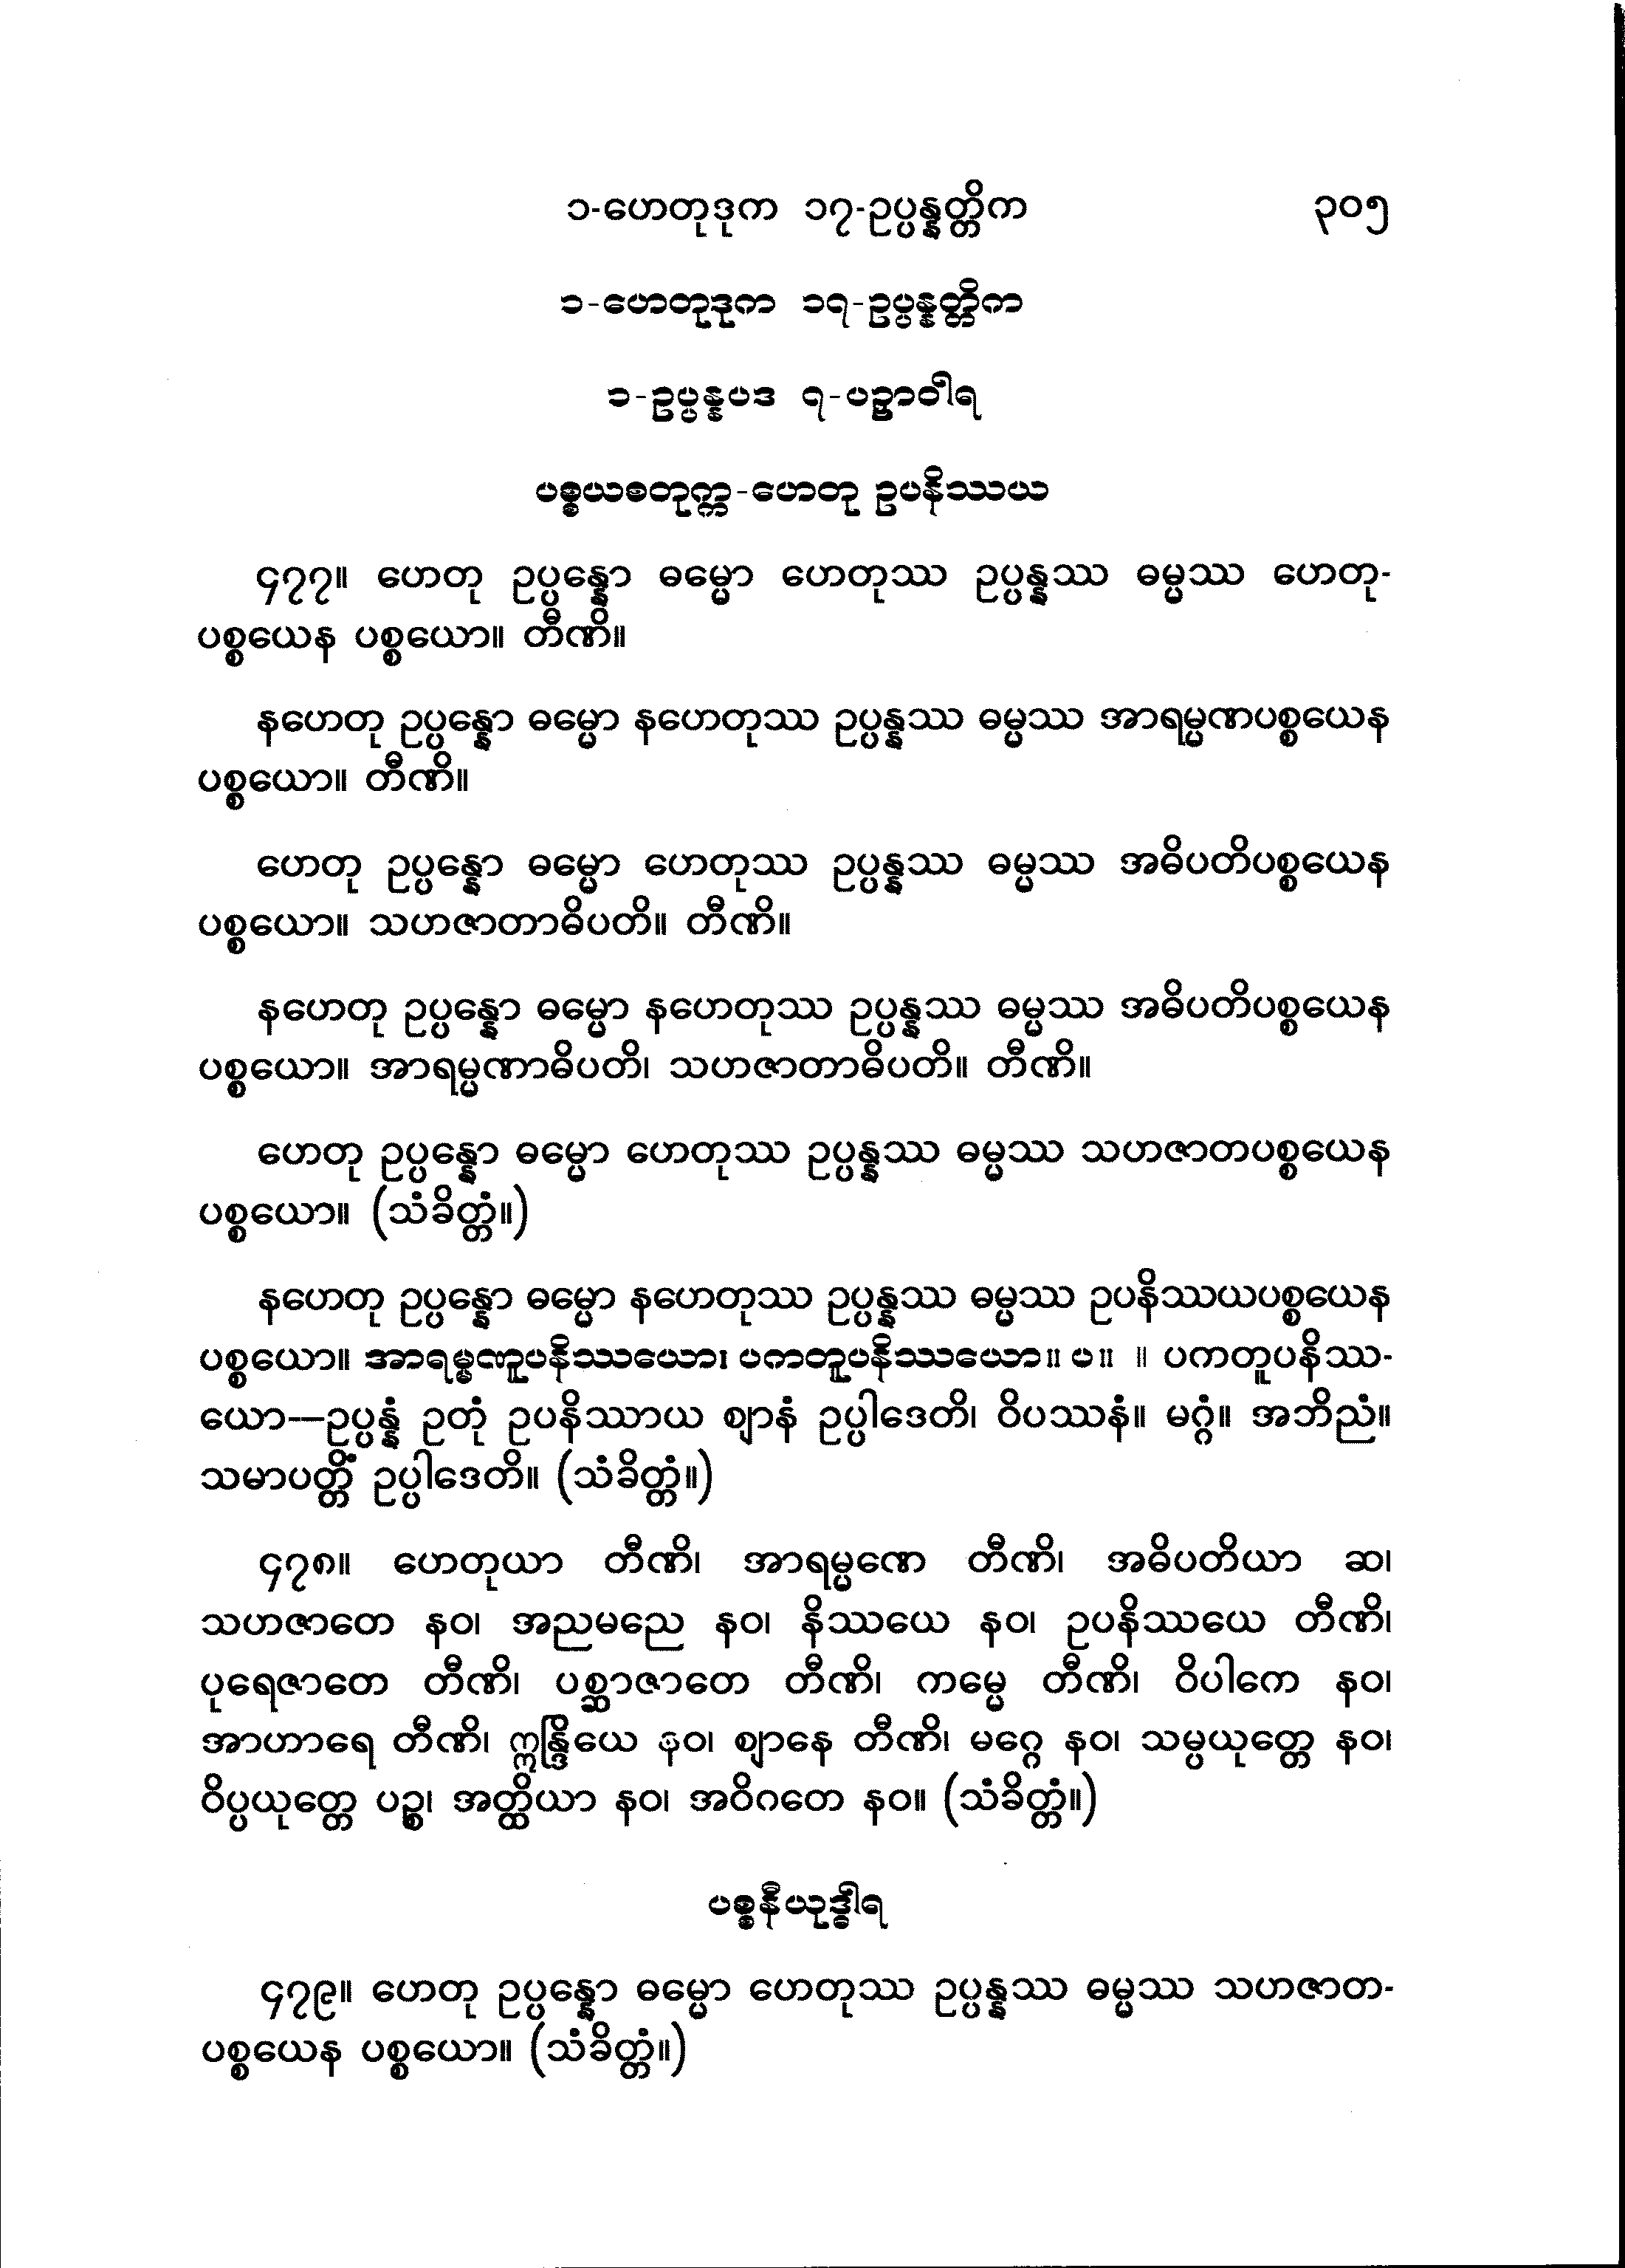 ၁-ဟေတုဒုက ၁၇-ဥပ္ပန္နတ္တိက ၃၀၅
၁-ဟေတုဒုက ၁၇-ဥပ္ပန္နတ္တိက
၁-ဥပ္ပန္နပဒ ၇-ပဉှာဝါရ
ပစ္စယစတုက္က-ဟေတု ဥပနိဿယ
၄၇၇။ ဟေတု ဥပ္ပန္နော ဓမ္မော ဟေတုဿ ဥပ္ပန္နဿ ဓမ္မဿ ဟေတု-
ပစ္စယေန ပစ္စယော။ တီဏိ။
နဟေတု ဥပ္ပန္နော ဓမ္မော နဟေတုဿ ဥပ္ပန္နဿ ဓမ္မဿ အာရမ္မဏပစ္စယေန
ပစ္စယော။ တီဏိ။
ဟေတု ဥပ္ပန္နော ဓမ္မော ဟေတုဿ ဥပ္ပန္နဿ ဓမ္မဿ အဓိပတိပစ္စယေန
ပစ္စယော။ သဟဇာတာဓိပတိ။ တီဏိ။
နဟေတု ဥပ္ပန္နော ဓမ္မော နဟေတုဿ ဥပ္ပန္နဿ ဓမ္မဿ အဓိပတိပစ္စယေန
ပစ္စယော။ အာရမ္မဏာဓိပတိ၊ သဟဇာတာဓိပတိ။ တီဏိ။
ဟေတု ဥပ္ပန္နော ဓမ္မော ဟေတုဿ ဥပ္ပန္နဿ ဓမ္မဿ သဟဇာတပစ္စယေန
ပစ္စယော။ (သံခိတ္တံ။)
နဟေတု ဥပ္ပန္နော ဓမ္မော နဟေတုဿ ဥပ္ပန္နဿ ဓမ္မဿ ဥပနိဿယပစ္စယေန
ပစ္စယော။ အာရမ္မဏူပနိဿယော၊ ပကတူပနိဿယော။ ပ။ ။ ပကတူပနိဿ-
ယော—ဥပ္ပန္နံ ဥတုံ ဥပနိဿာယ ဈာနံ ဥပ္ပါဒေတိ၊ ဝိပဿနံ။ မဂ္ဂံ။ အဘိညံ။
သမာပတ္တိံ ဥပ္ပါဒေတိ။ (သံခိတ္တံ။)
၄၇၈။ ဟေတုယာ တီဏိ၊ အာရမ္မဏေ တီဏိ၊ အဓိပတိယာ ဆ၊
သဟဇာတေ နဝ၊ အညမညေ နဝ၊ နိဿယေ နဝ၊ ဥပနိဿယေ တီဏိ၊
ပုရေဇာတေ တီဏိ၊ ပစ္ဆာဇာတေ တီဏိ၊ ကမ္မေ တီဏိ၊ ဝိပါကေ နဝ၊
အာဟာရေ တီဏိ၊ ဣန္ဒြိယေ နဝ၊ ဈာနေ တီဏိ၊ မဂ္ဂေ နဝ၊ သမ္ပယုတ္တေ နဝ၊
ဝိပ္ပယုတ္တေ ပဉ္စ၊ အတ္ထိယာ နဝ၊ အဝိဂတေ နဝ။ (သံခိတ္တံ။)
ပစ္စနီယုဒ္ဓါရ
၄၇၉။ ဟေတု ဥပ္ပန္နော ဓမ္မော ဟေတုဿ ဥပ္ပန္နဿ ဓမ္မဿ သဟဇာတ-
ပစ္စယေန ပစ္စယော။ (သံခိတ္တံ။)